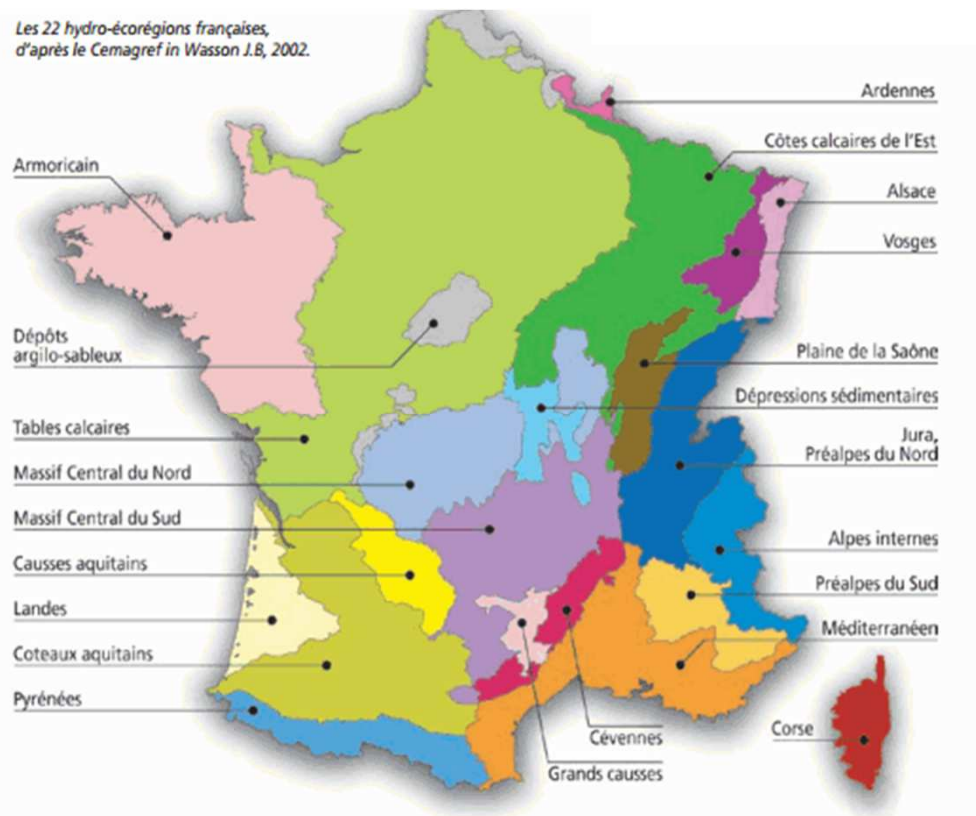 Les 22 hydro-écorégions françaises,
d'après le Cemagref in Wasson J.B, 2002.
Armoricain
Dépôts
argilo-sableux
Tables calcaires
Massif Central du Nord
Massif Central du Sud
Causses aquitains
Landes
Coteaux aquitains
Pyrénées
Ardennes
Côtes calcaires de l'Est
Alsace
Vosges
Plaine de la Saône
Dépressions sédimentaires
Jura,
Préalpes du Nord
Alpes internes
Préalpes du Sud
Méditerranéen
Corse
Cévennes
Grands causses